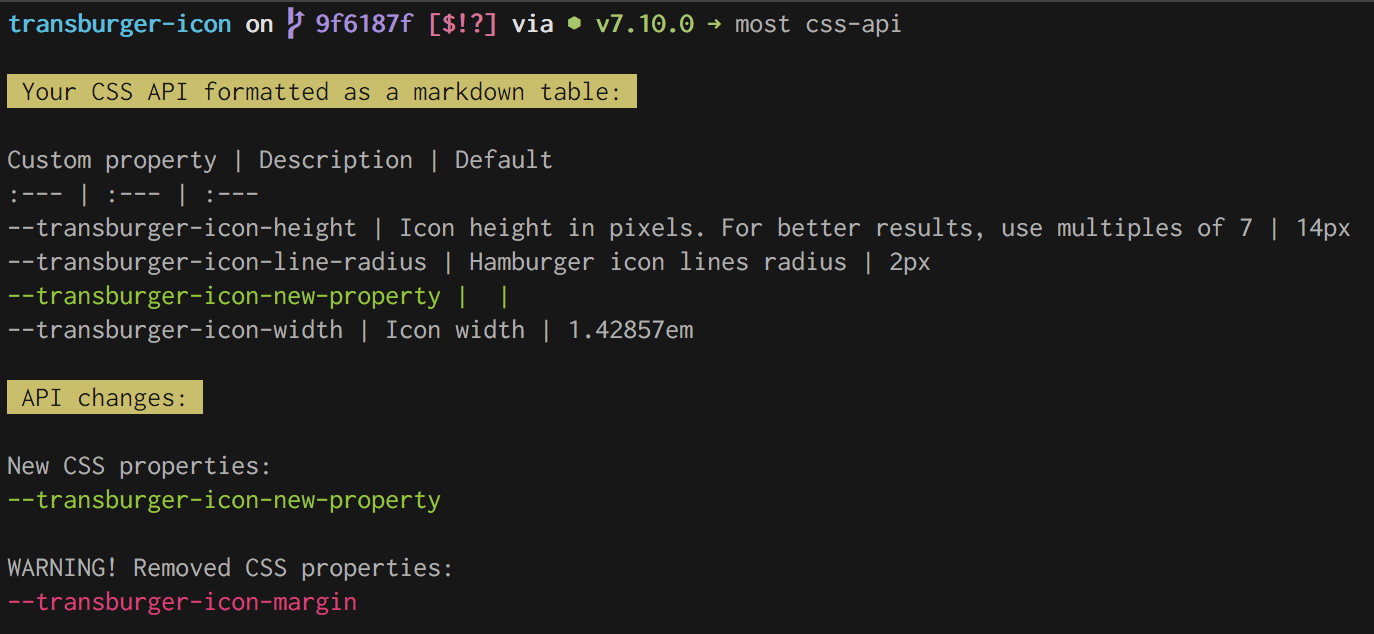 transburger-icon on 9f6187f [$!?] via ⬢ v7.10.0 ➜ most css-api
Your CSS API formatted as a markdown table:
Custom property | Description | Default
:--- | :--- | :---
--transburger-icon-height | Icon height in pixels. For better results, use multiples of 7 | 14px
--transburger-icon-line-radius | Hamburger icon lines radius | 2px
--transburger-icon-new-property |  |
--transburger-icon-width | Icon width | 1.42857em
API changes:
New CSS properties:
--transburger-icon-new-property
WARNING! Removed CSS properties:
--transburger-icon-margin